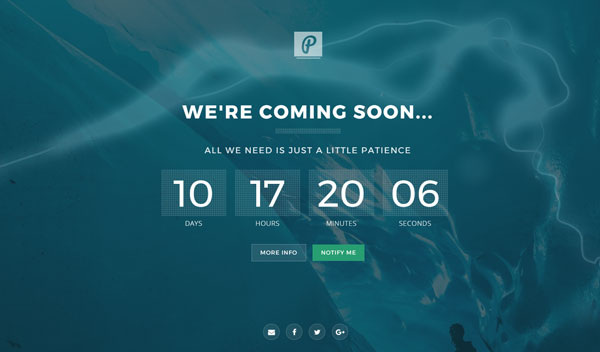 P
WE'RE COMING SOON...
ALL WE NEED IS JUST A LITTLE PATIENCE
10 17 20 06
DAYS HOURS MINUTES SECONDS
MORE INFO NOTIFY ME
f G+